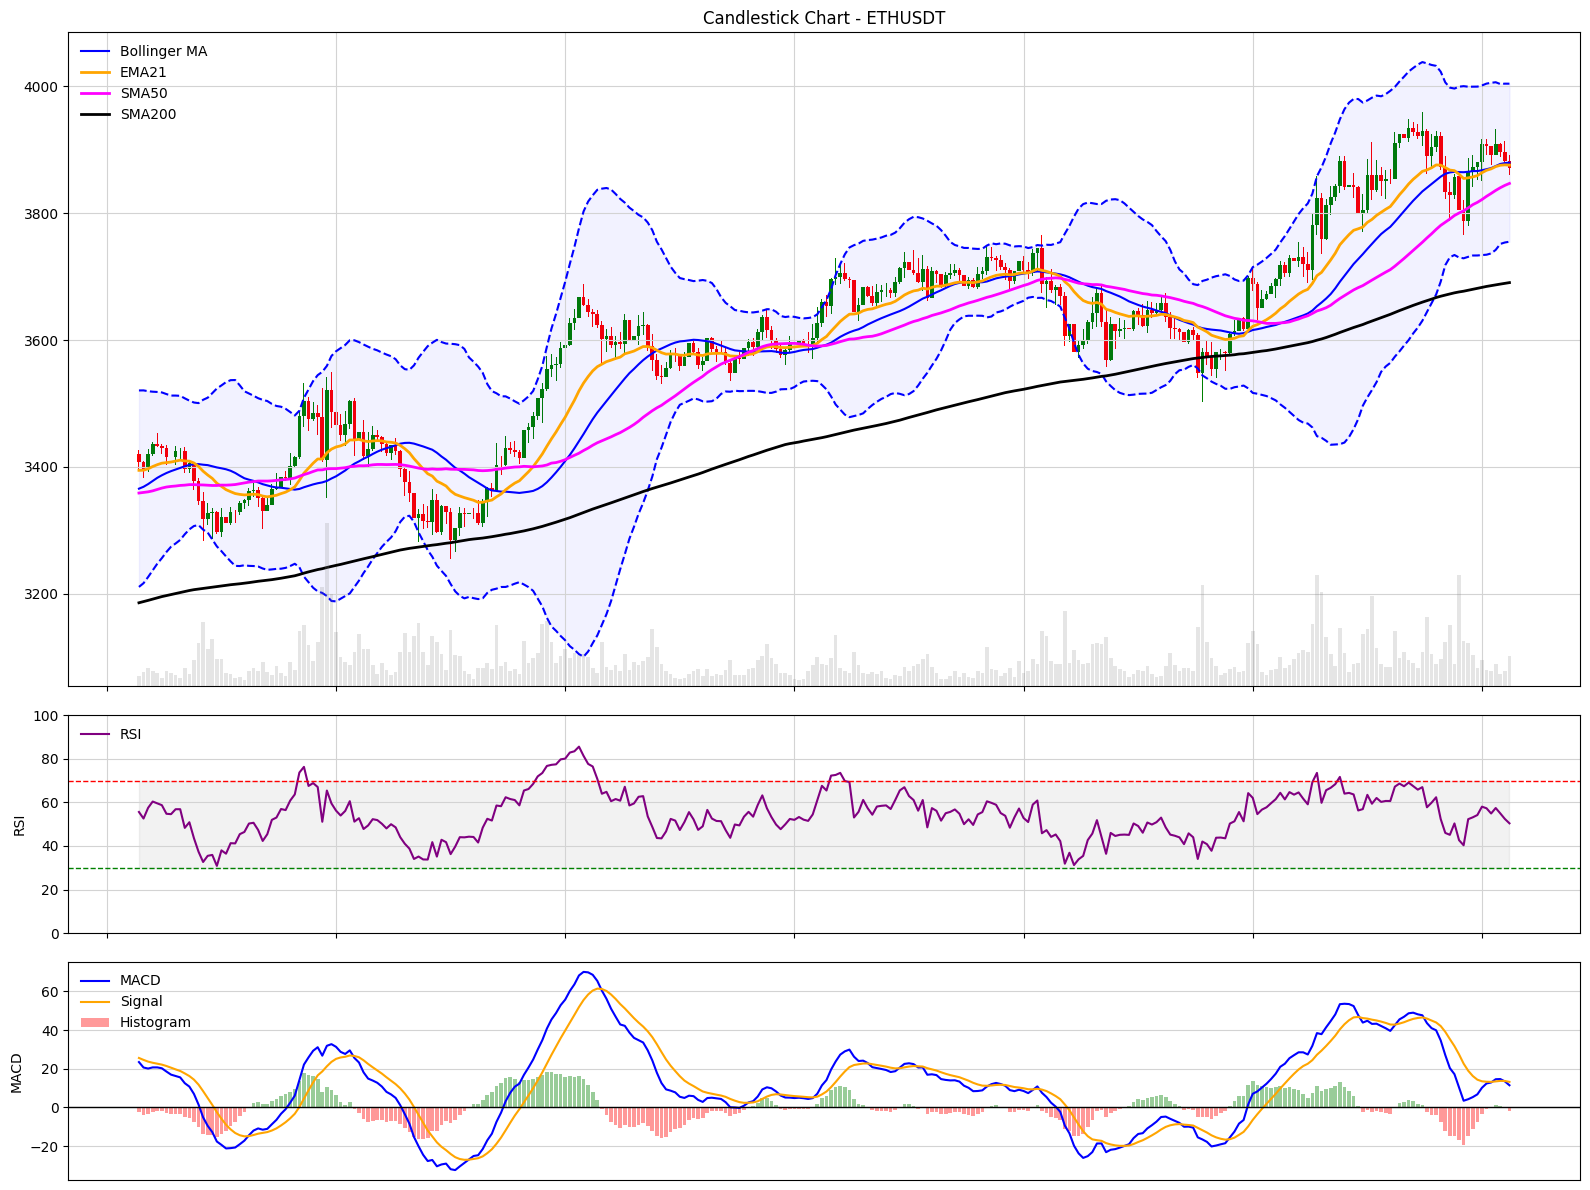 Candlestick Chart - ETHUSDT
Bollinger MA
EMA21
SMA50
SMA200
4000
3800
3600
3400
3200
RSI
100
80
60
40
20
0
RSI
MACD
Signal
Histogram
60
40
20
0
−20
MACD